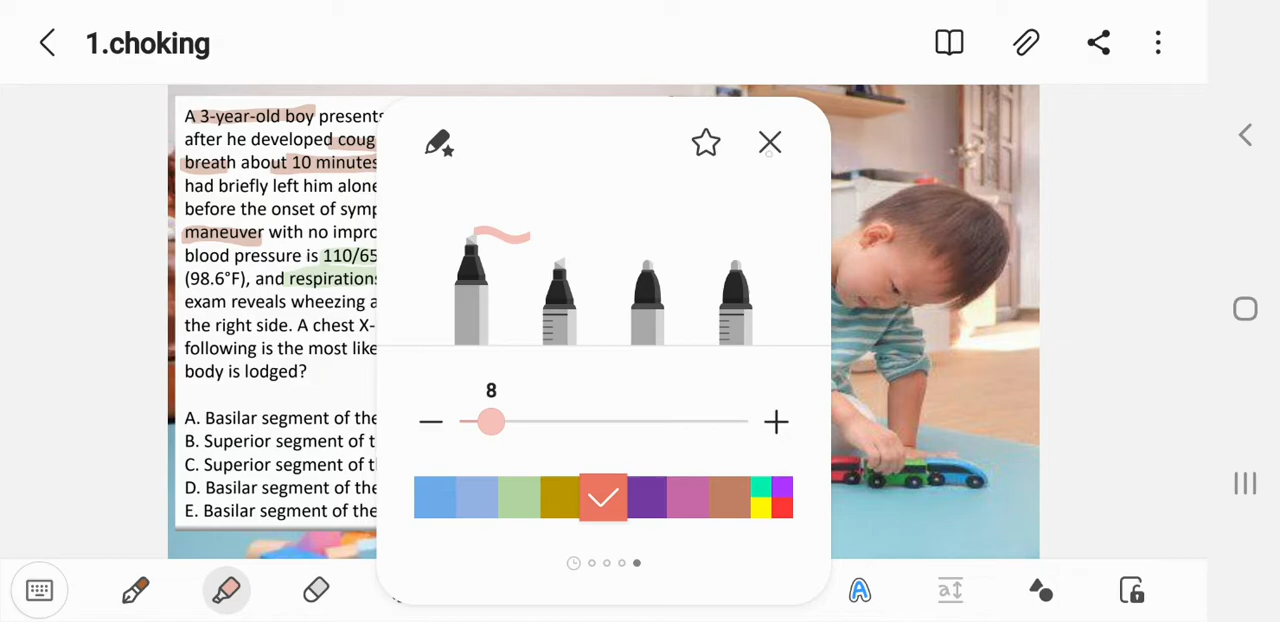 1.choking
A 3-year-old boy presents
after he developed coug
breath about 10 minutes
had briefly left him alone
before the onset of symp
maneuver with no impro
blood pressure is 110/65
(98.6°F), and respirations
exam reveals wheezing a
the right side. A chest X-
following is the most like
body is lodged?
A. Basilar segment of the
B. Superior segment of t
C. Superior segment of t
D. Basilar segment of the
E. Basilar segment of the
8